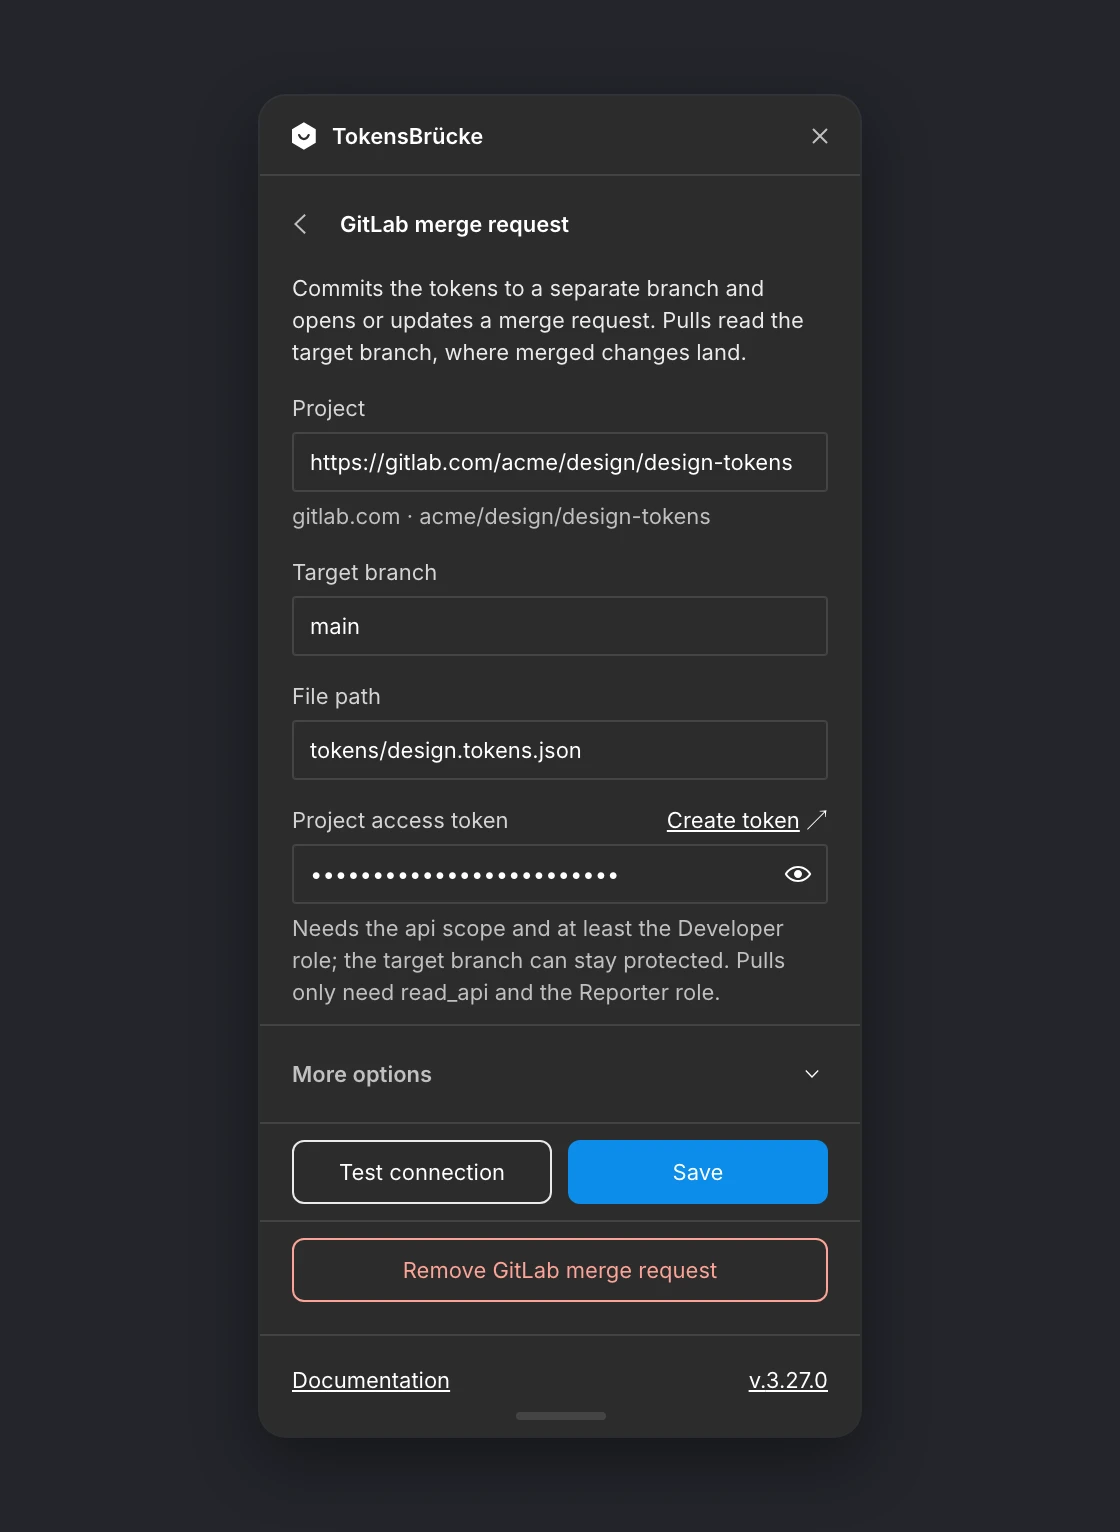 TokensBrücke
GitLab merge request
Commits the tokens to a separate branch and
opens or updates a merge request. Pulls read the
target branch, where merged changes land.
Project
https://gitlab.com/acme/design/design-tokens
gitlab.com · acme/design/design-tokens
Target branch
main
File path
tokens/design.tokens.json
Project access token
Create token
•••••••••••••••••••••••••
Needs the api scope and at least the Developer
role; the target branch can stay protected. Pulls
only need read_api and the Reporter role.
More options
Test connection
Save
Remove GitLab merge request
Documentation
v.3.27.0